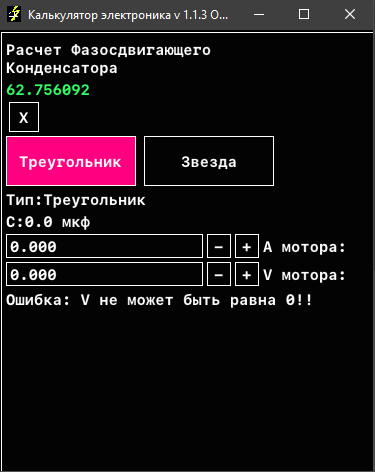 Калькулятор электроника v 1.1.3 O...
Расчет Фазосдвигающего
Конденсатора
62.756092
X
Треугольник
Звезда
Тип:Треугольник
C:0.0 мкф
0.000 - + A мотора:
0.000 - + V мотора:
Ошибка: V не может быть равна 0!!